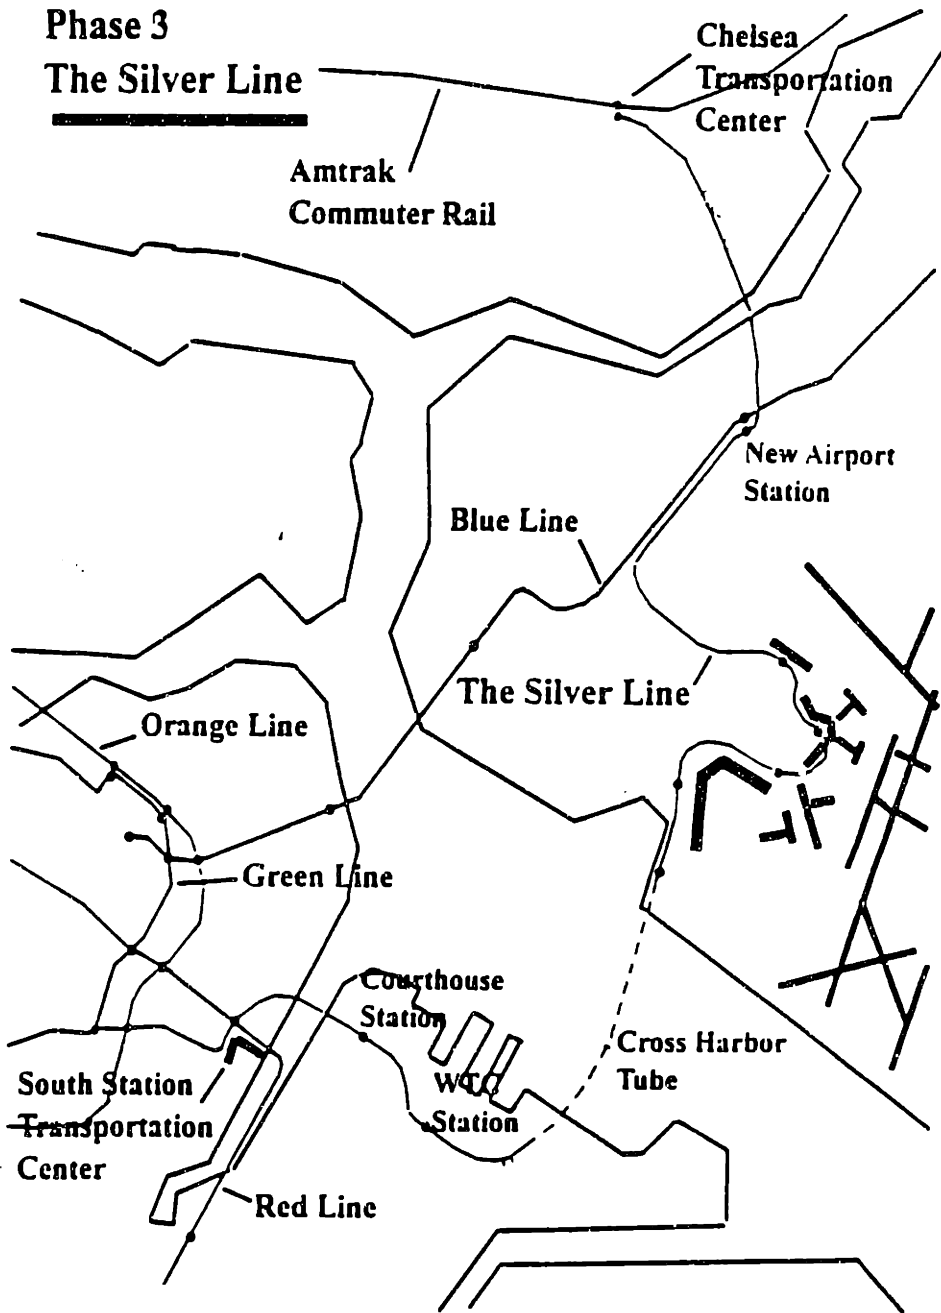 Phase 3
The Silver Line
Chelsea
Transportation
Center
Amtrak
Commuter Rail
New Airport
Station
Blue Line
The Silver Line
Orange Line
Green Line
Courthouse
Station
Cross Harbor
Tube
WTC
Station
South Station
Transportation
Center
Red Line